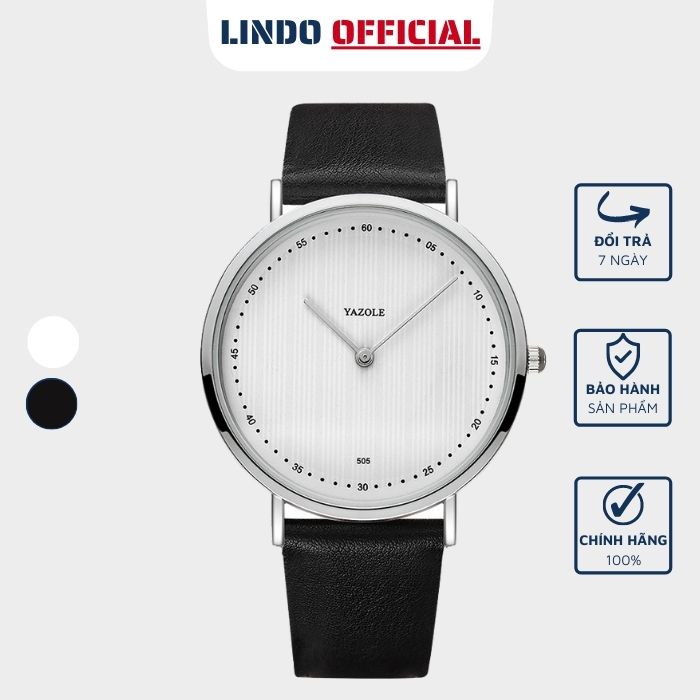 LINDO OFFICIAL
60
05
10
15
20
25
30
35
40
45
50
55
YAZOLE
505
ĐỔI TRẢ
7 NGÀY
BẢO HÀNH
SẢN PHẨM
CHÍNH HÃNG
100%